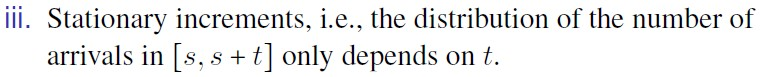 iii. Stationary increments, i.e., the distribution of the number of
arrivals in [s, s + t] only depends on t.